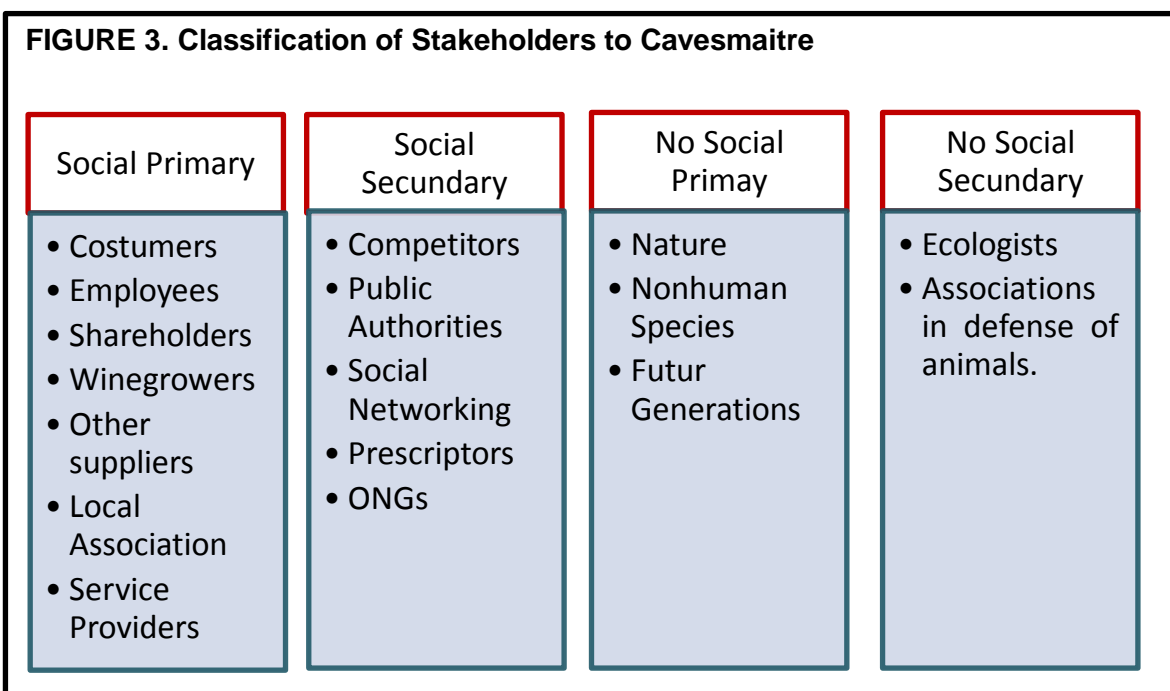 FIGURE 3. Classification of Stakeholders to Cavesmaitre
Social Primary
• Costumers
• Employees
• Shareholders
• Winegrowers
• Other
suppliers
• Local
Association
• Service
Providers
Social
Secundary
• Competitors
• Public
Authorities
• Social
Networking
• Prescriptors
• ONGs
No Social
Primay
• Nature
• Nonhuman
Species
• Futur
Generations
No Social
Secundary
• Ecologists
• Associations
in defense of
animals.